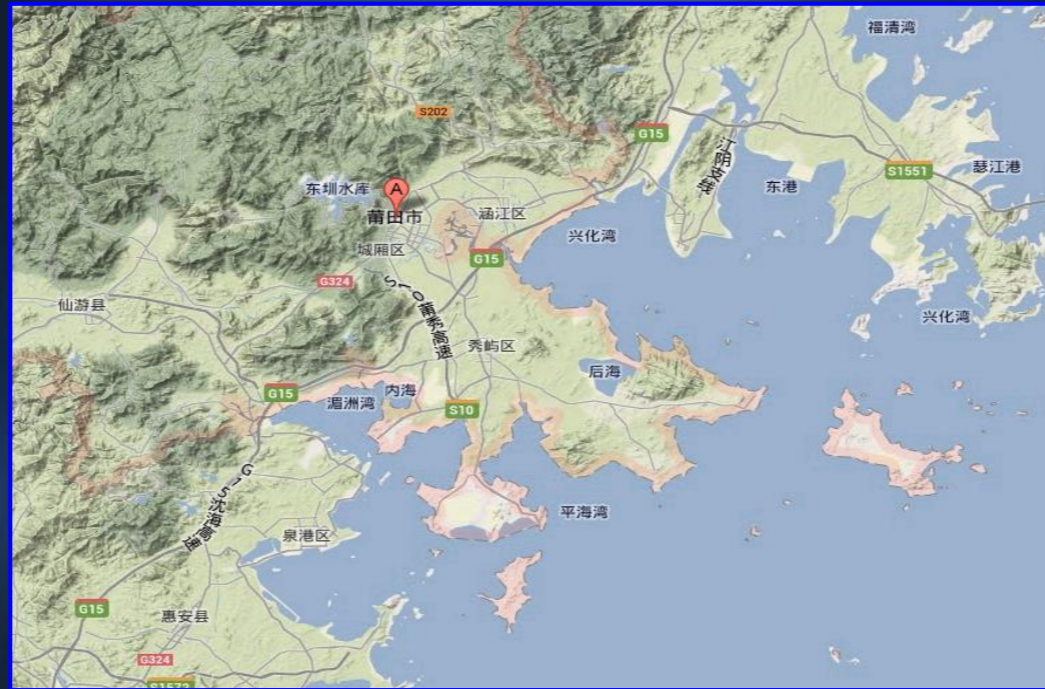 福清湾
S202
G15
江阴支线
S1551
瑟江港
东圳水库
A
东港
莆田市
涵江区
兴化湾
城厢区
G15
G324
S10莆秀高速
仙游县
兴化湾
秀屿区
后海
G15
内海
湄洲湾
S10
G15沈海高速
平海湾
泉港区
G15
惠安县
G324
S1573